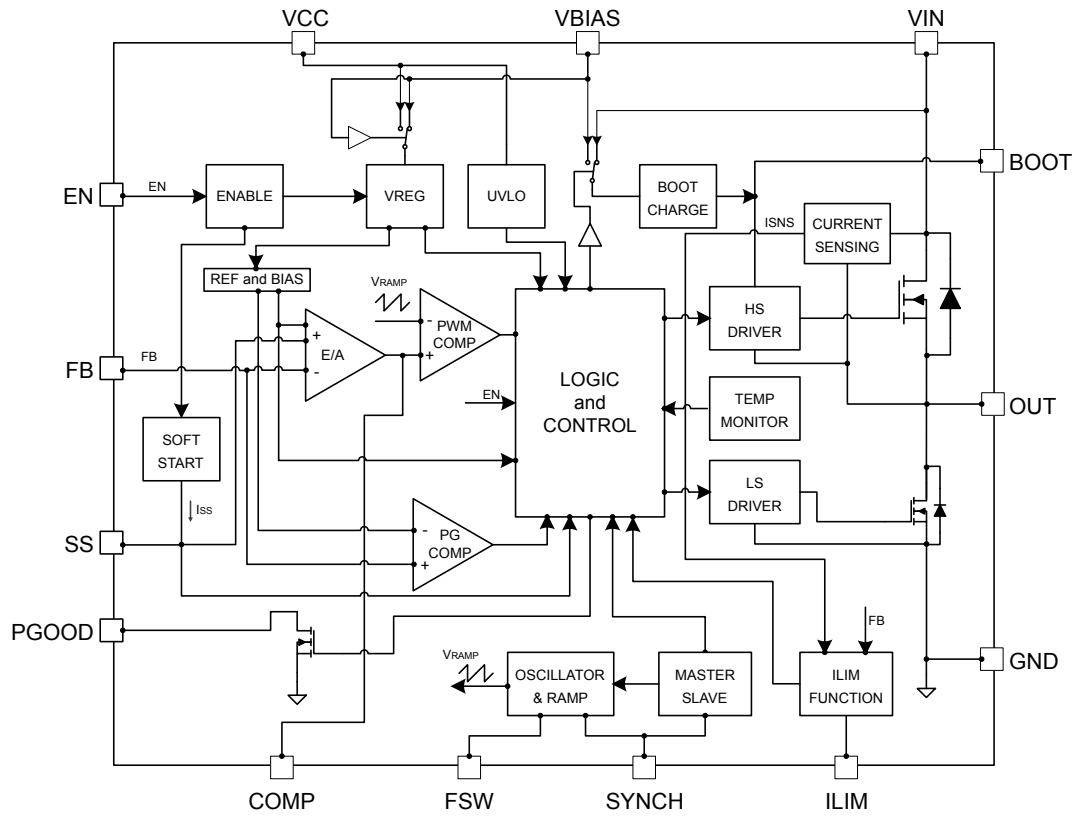 VCC
VBIAS
VIN
EN
EN
ENABLE
VREG
UVLO
BOOT
CHARGE
BOOT
ISNS
CURRENT
SENSING
REF and BIAS
VRAMP
-
PWM
COMP
+
HS
DRIVER
FB
FB
+
E/A
-
LOGIC
and
CONTROL
EN
TEMP
MONITOR
OUT
SOFT
START
ISS
LS
DRIVER
SS
-
PG
COMP
+
PGOOD
FB
VRAMP
OSCILLATOR
& RAMP
MASTER
SLAVE
ILIM
FUNCTION
GND
COMP
FSW
SYNCH
ILIM